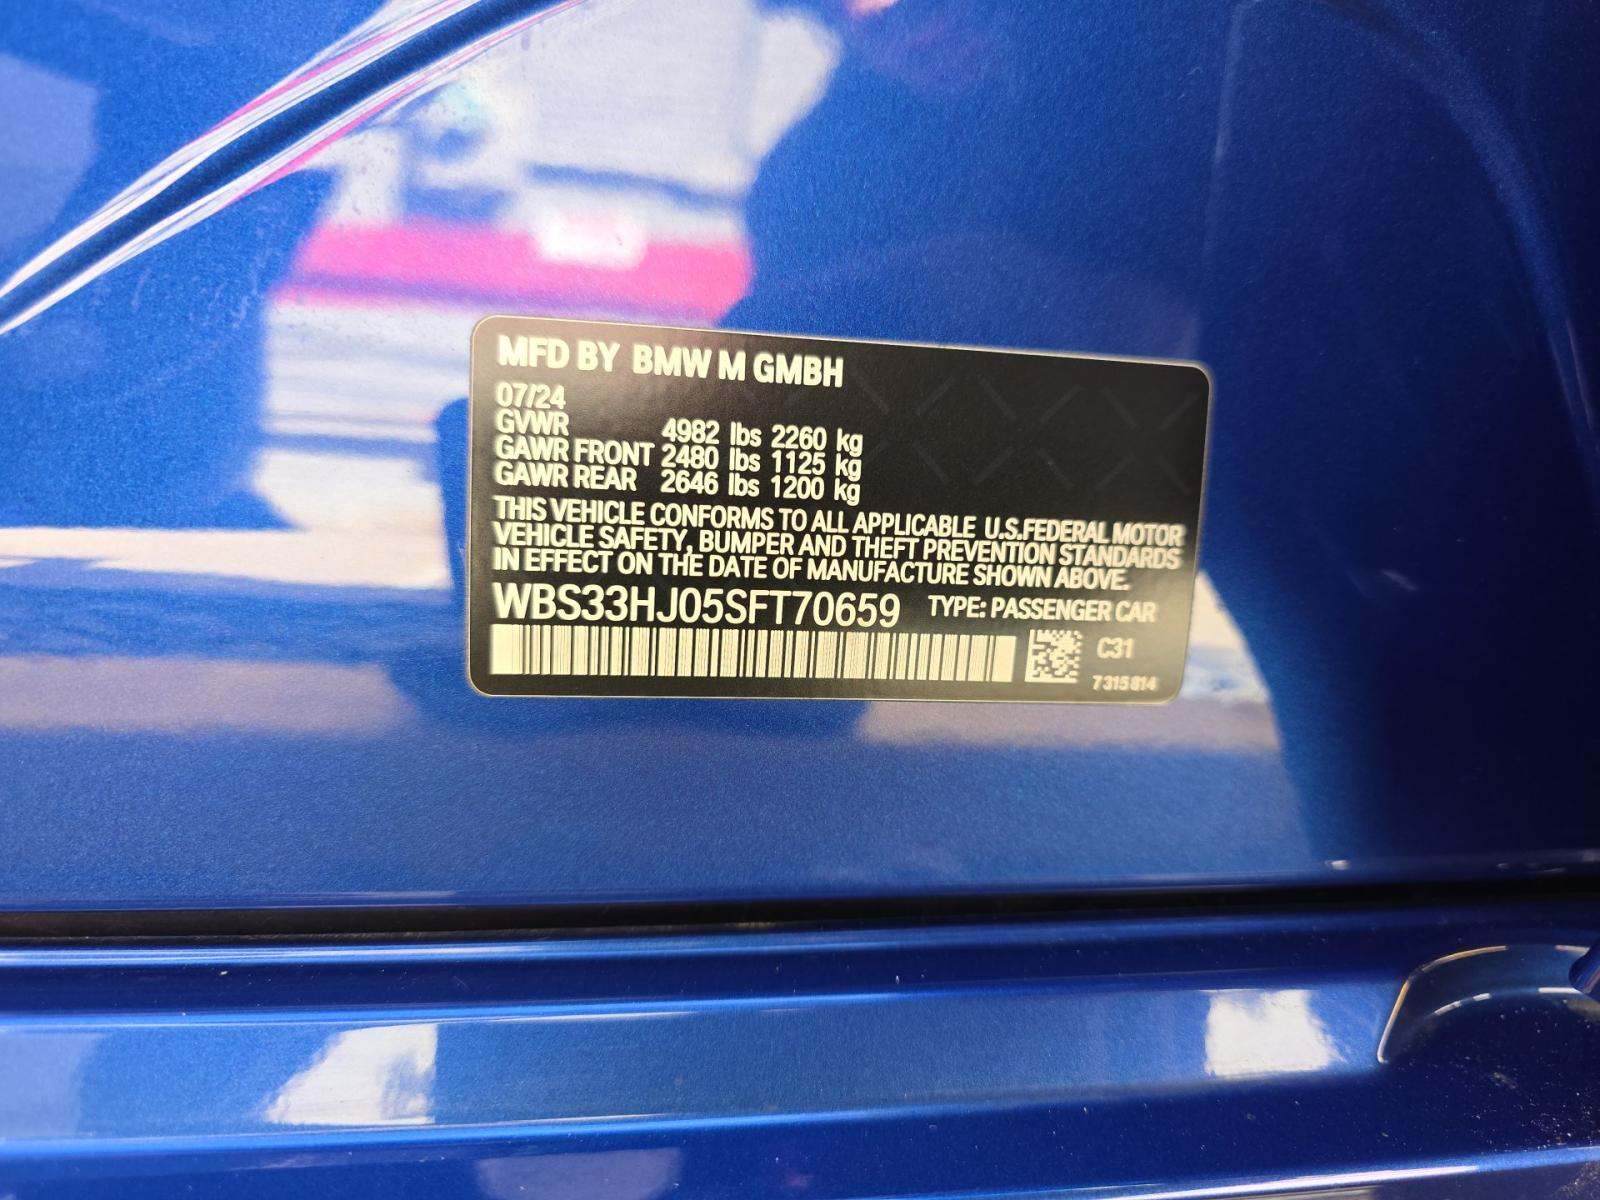 MFD BY BMW M GMBH
07/24
GVWR 4982 lbs 2260 kg
GAWR FRONT 2480 lbs 1125 kg
GAWR REAR 2646 lbs 1200 kg
THIS VEHICLE CONFORMS TO ALL APPLICABLE U.S.FEDERAL MOTOR
VEHICLE SAFETY, BUMPER AND THEFT PREVENTION STANDARDS
IN EFFECT ON THE DATE OF MANUFACTURE SHOWN ABOVE.
WBS33HJ05SFT70659 TYPE: PASSENGER CAR
C31
7315814